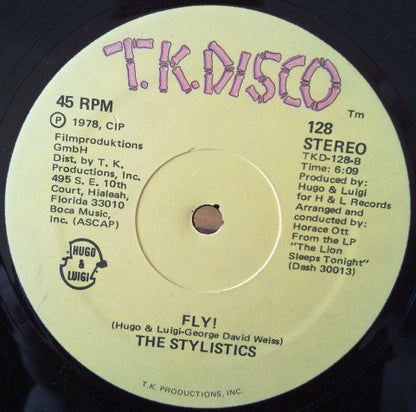 T.K.DISCO
Tm
45 RPM
Ⓟ 1978, CIP
Filmproduktions
GmbH
Dist. by T. K.
Productions, Inc.
495 S. E. 10th
Court, Hialeah,
Florida 33010
Boca Music,
Inc. (ASCAP)
HUGO
&
LUIGI
128
STEREO
TKD-128-B
Time: 6:09
Produced by:
Hugo & Luigi
for H & L Records
Arranged and
conducted by:
Horace Ott
From the LP
"The Lion
Sleeps Tonight"
(Dash 30013)
FLY!
(Hugo & Luigi-George David Weiss)
THE STYLISTICS
T.K. PRODUCTIONS, INC.